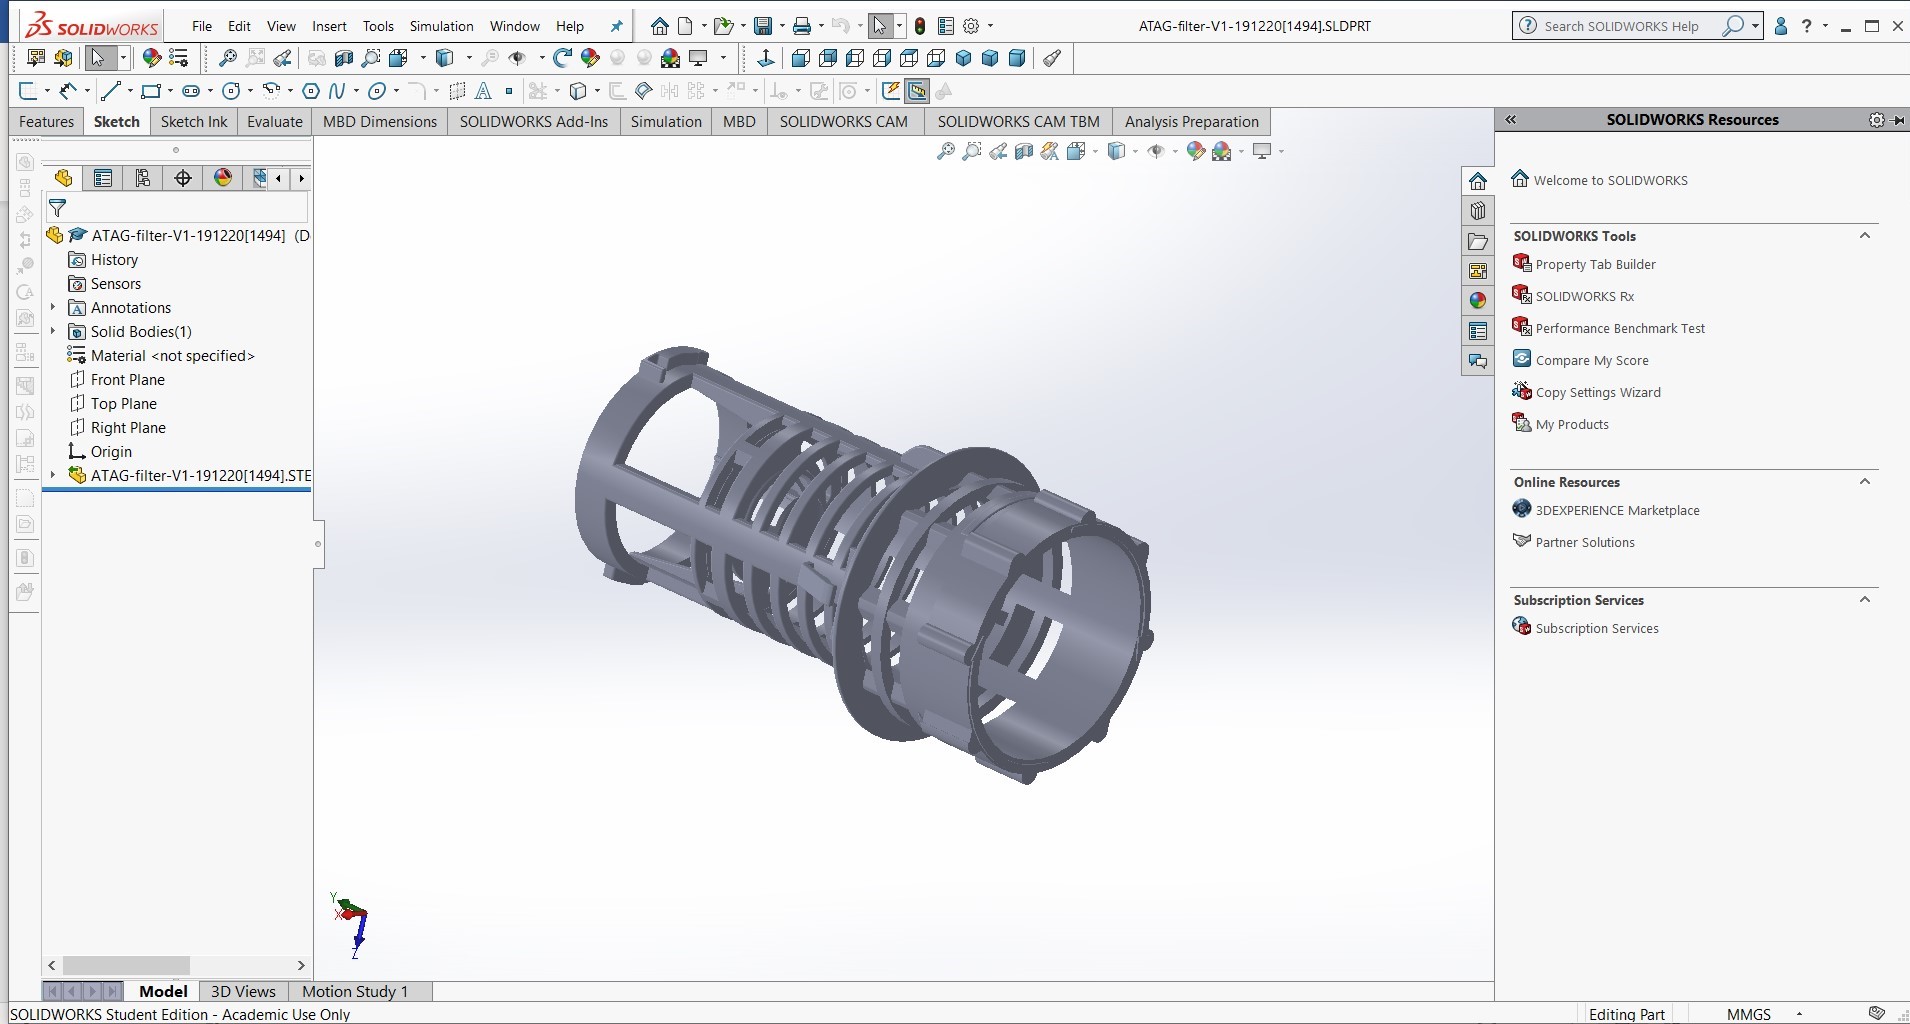 SOLIDWORKS File Edit View Insert Tools Simulation Window Help ATAG-filter-V1-191220[1494].SLDPRT Search SOLIDWORKS Help ?
Features Sketch Sketch Ink Evaluate MBD Dimensions SOLIDWORKS Add-Ins Simulation MBD SOLIDWORKS CAM SOLIDWORKS CAM TBM Analysis Preparation
ATAG-filter-V1-191220[1494] (D
History
Sensors
Annotations
Solid Bodies(1)
Material <not specified>
Front Plane
Top Plane
Right Plane
Origin
ATAG-filter-V1-191220[1494].STE
Y
X
Z
SOLIDWORKS Resources
Welcome to SOLIDWORKS
SOLIDWORKS Tools
Property Tab Builder
SOLIDWORKS Rx
Performance Benchmark Test
Compare My Score
Copy Settings Wizard
My Products
Online Resources
3DEXPERIENCE Marketplace
Partner Solutions
Subscription Services
Subscription Services
Model 3D Views Motion Study 1
SOLIDWORKS Student Edition - Academic Use Only Editing Part MMGS